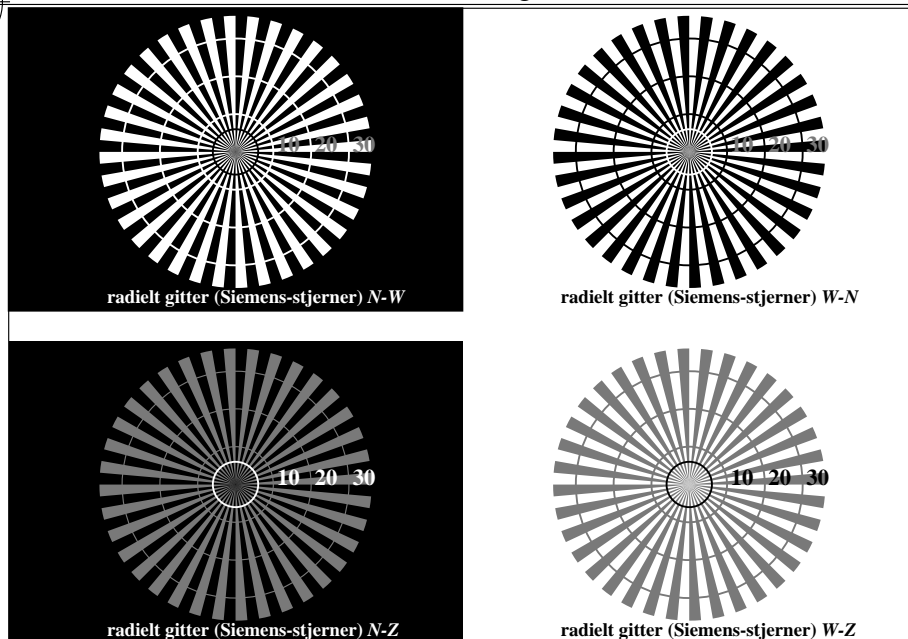 10 20 30
radielt gitter (Siemens-stjerner) N-W
10 20 30
radielt gitter (Siemens-stjerner) W-N
10 20 30
radielt gitter (Siemens-stjerner) N-Z
10 20 30
radielt gitter (Siemens-stjerner) W-Z